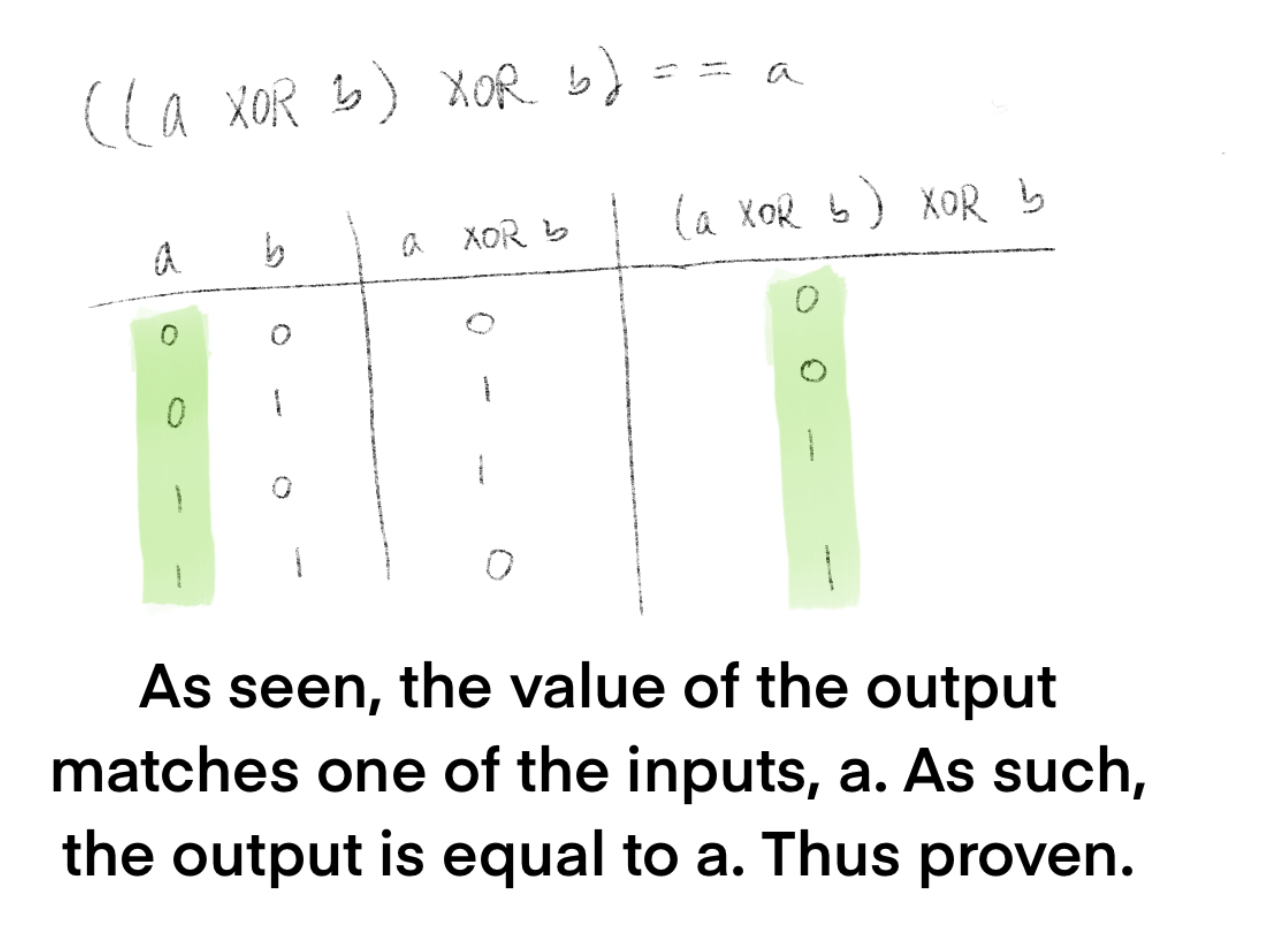 ((a XOR b) XOR b) == a
a b a XOR b (a XOR b) XOR b
0 0 0 0
0 1 1 0
1 0 1 1
1 1 0 1
As seen, the value of the output
matches one of the inputs, a. As such,
the output is equal to a. Thus proven.